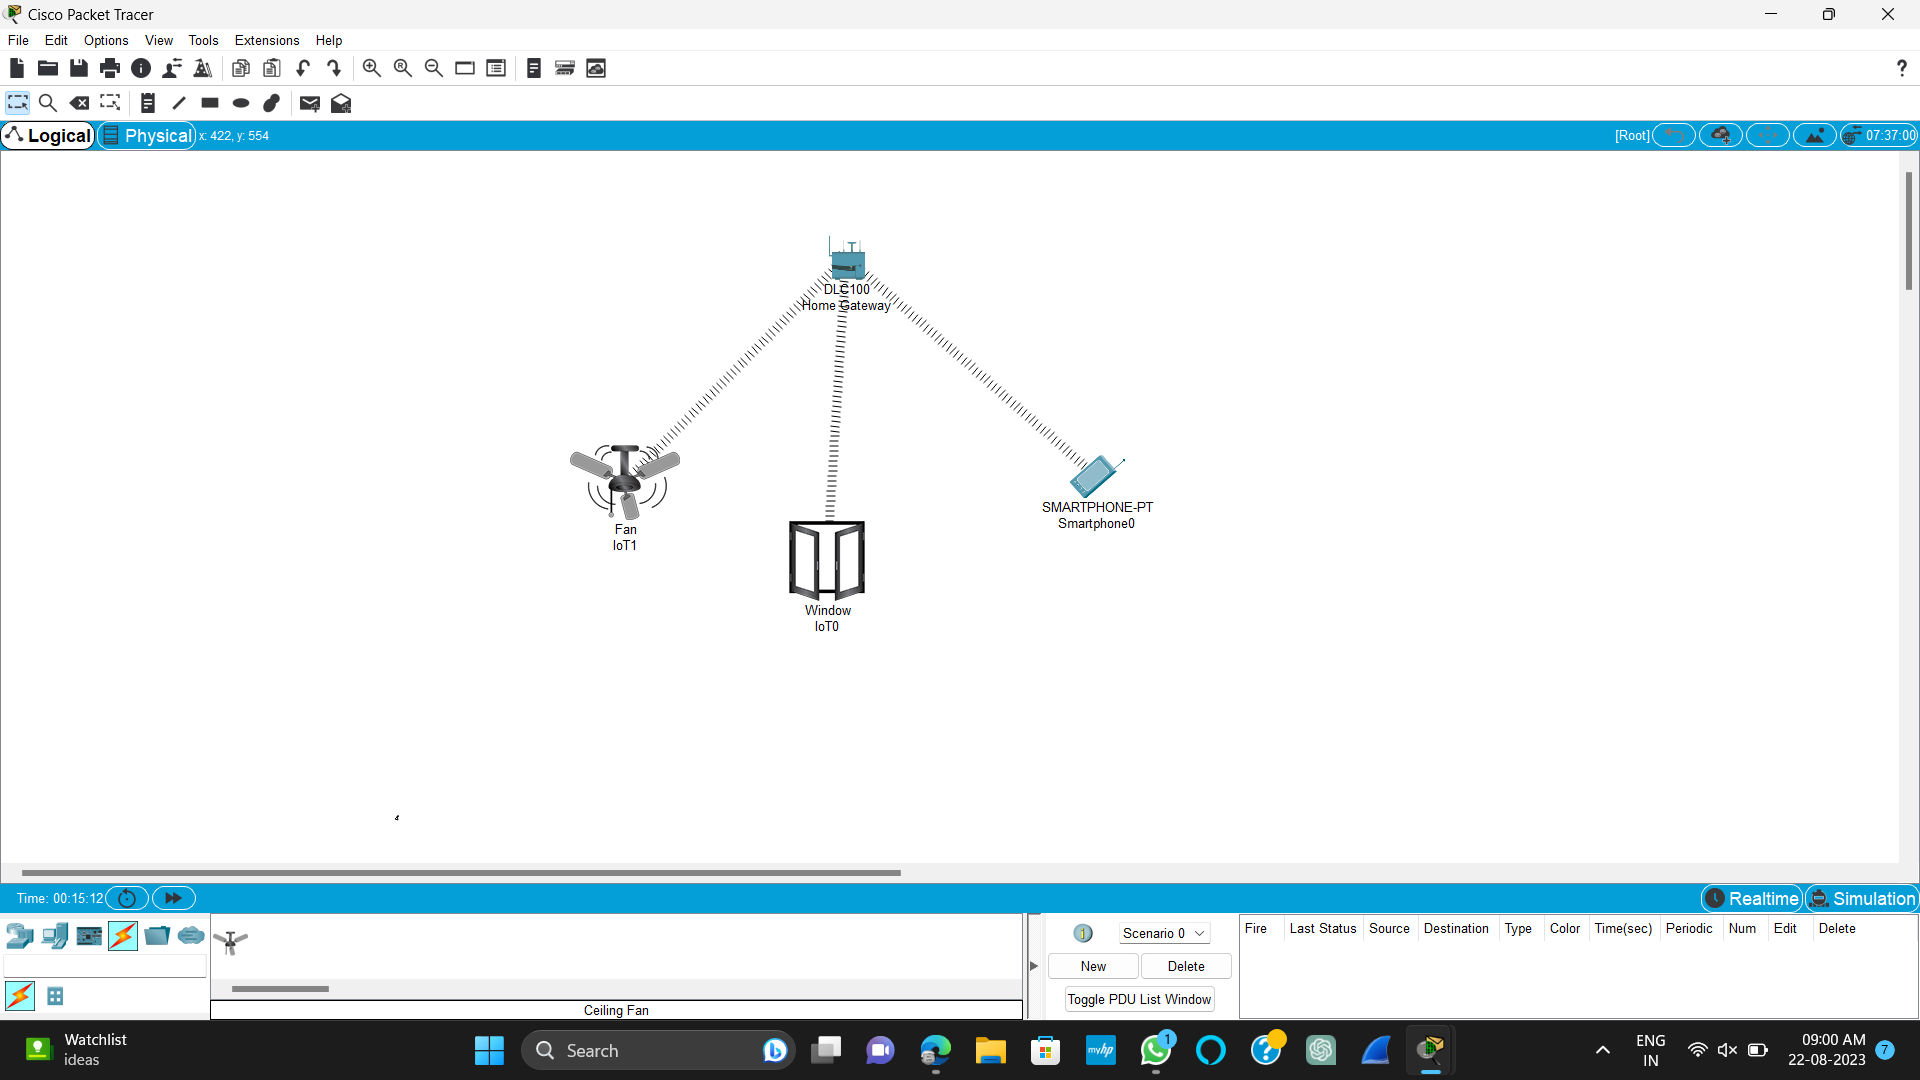 Cisco Packet Tracer
File Edit Options View Tools Extensions Help
?
Logical Physical x: 422, y: 554 [Root] 07:37:00
DLC100
Home Gateway
Fan
IoT1
SMARTPHONE-PT
Smartphone0
Window
IoT0
Time: 00:15:12 Realtime Simulation
Scenario 0
Fire Last Status Source Destination Type Color Time(sec) Periodic Num Edit Delete
New Delete
Toggle PDU List Window
Ceiling Fan
Watchlist
ideas
Search
myhp
1
ENG
IN
09:00 AM
22-08-2023
7